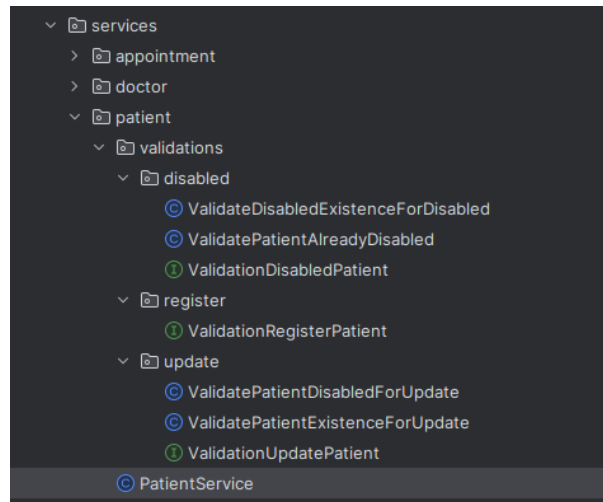 services
appointment
doctor
patient
validations
disabled
ValidateDisabledExistenceForDisabled
ValidatePatientAlreadyDisabled
ValidationDisabledPatient
register
ValidationRegisterPatient
update
ValidatePatientDisabledForUpdate
ValidatePatientExistenceForUpdate
ValidationUpdatePatient
PatientService